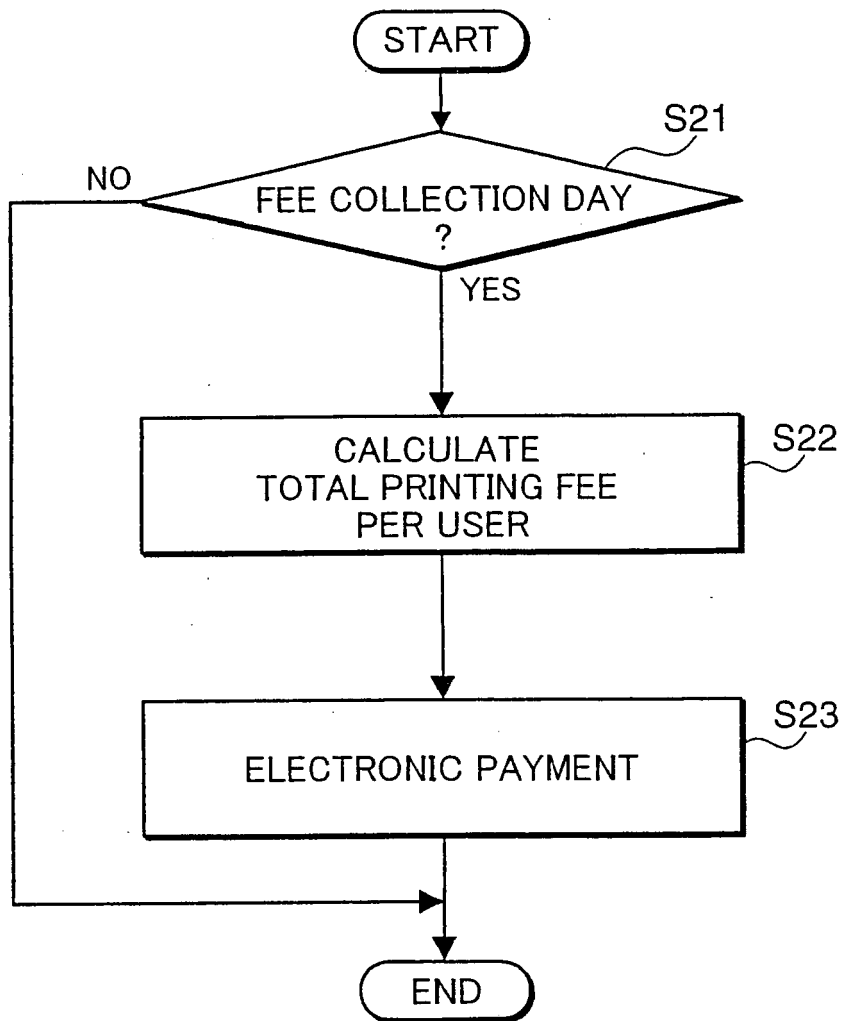 START
S21
NO
FEE COLLECTION DAY
?
YES
S22
CALCULATE
TOTAL PRINTING FEE
PER USER
S23
ELECTRONIC PAYMENT
END